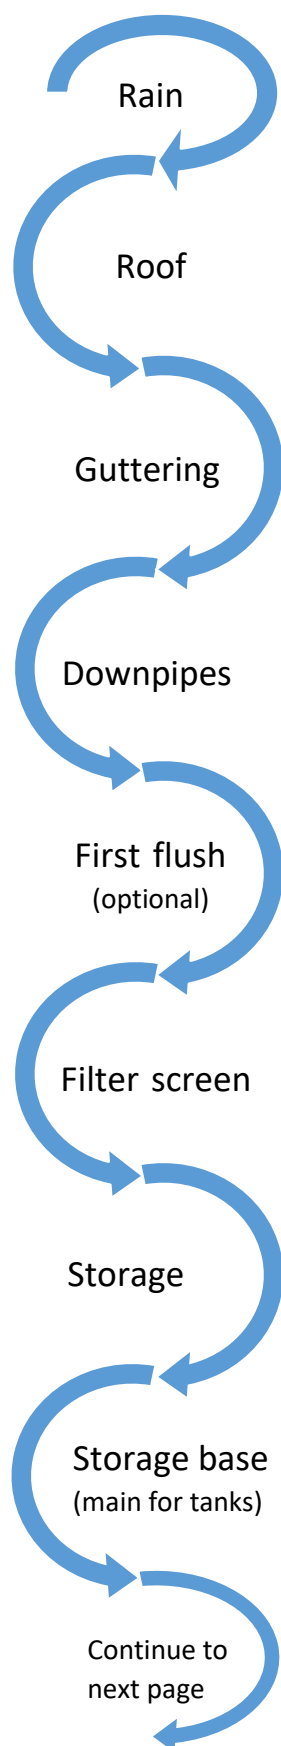 Rain
Roof
Guttering
Downpipes
First flush
(optional)
Filter screen
Storage
Storage base
(main for tanks)
Continue to
next page